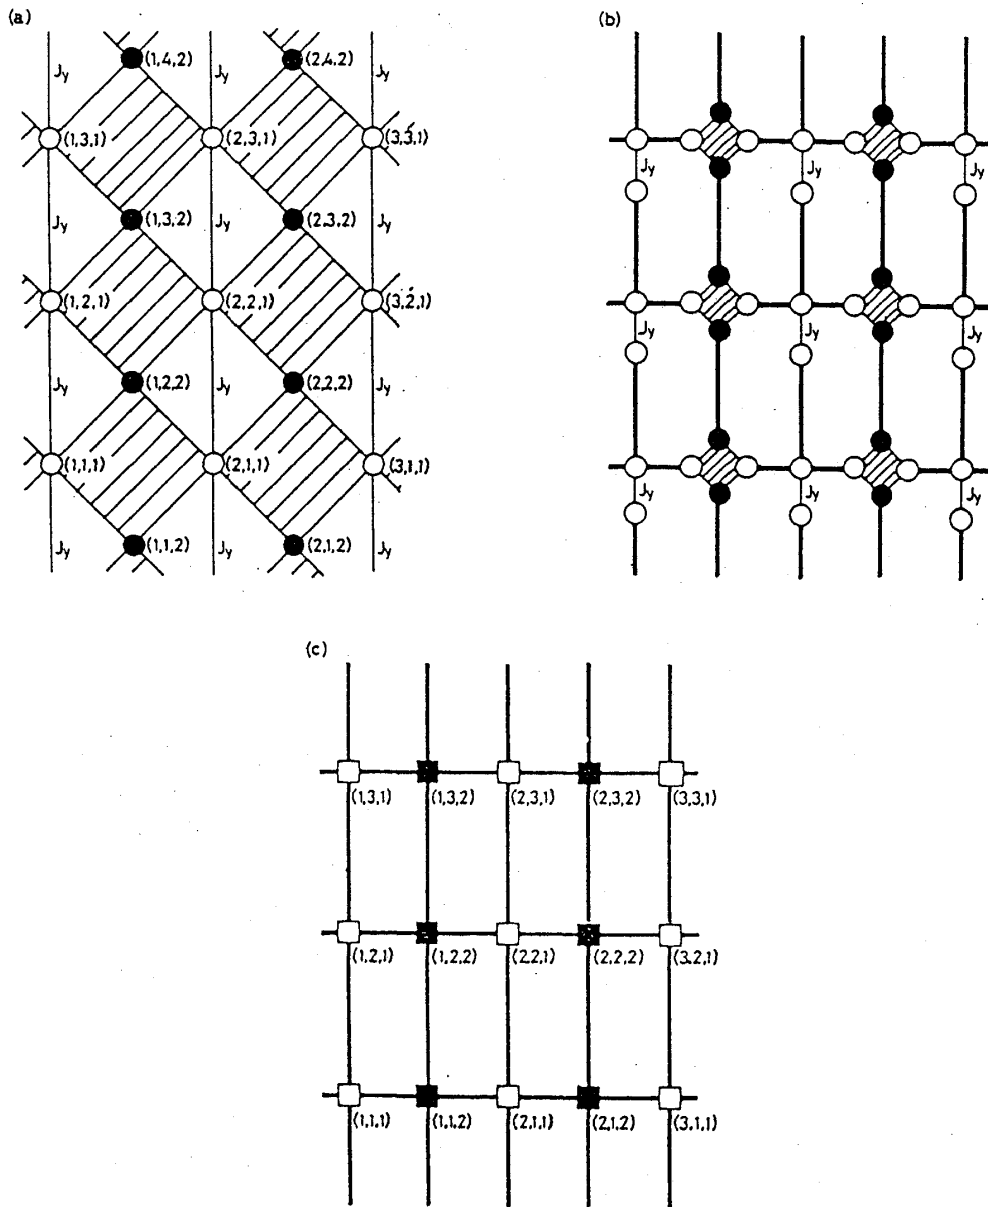 (a)
(1,4,2) (2,4,2)
Jy Jy Jy
(1,3,1) (2,3,1) (3,3,1)
Jy Jy Jy
(1,3,2) (2,3,2)
(1,2,1) (2,2,1) (3,2,1)
Jy Jy Jy
(1,2,2) (2,2,2)
(1,1,1) (2,1,1) (3,1,1)
Jy Jy Jy
(1,1,2) (2,1,2)
(b)
Jy Jy Jy
Jy Jy Jy
Jy Jy Jy
(c)
(1,3,1) (1,3,2) (2,3,1) (2,3,2) (3,3,1)
(1,2,1) (1,2,2) (2,2,1) (2,2,2) (3,2,1)
(1,1,1) (1,1,2) (2,1,1) (2,1,2) (3,1,1)